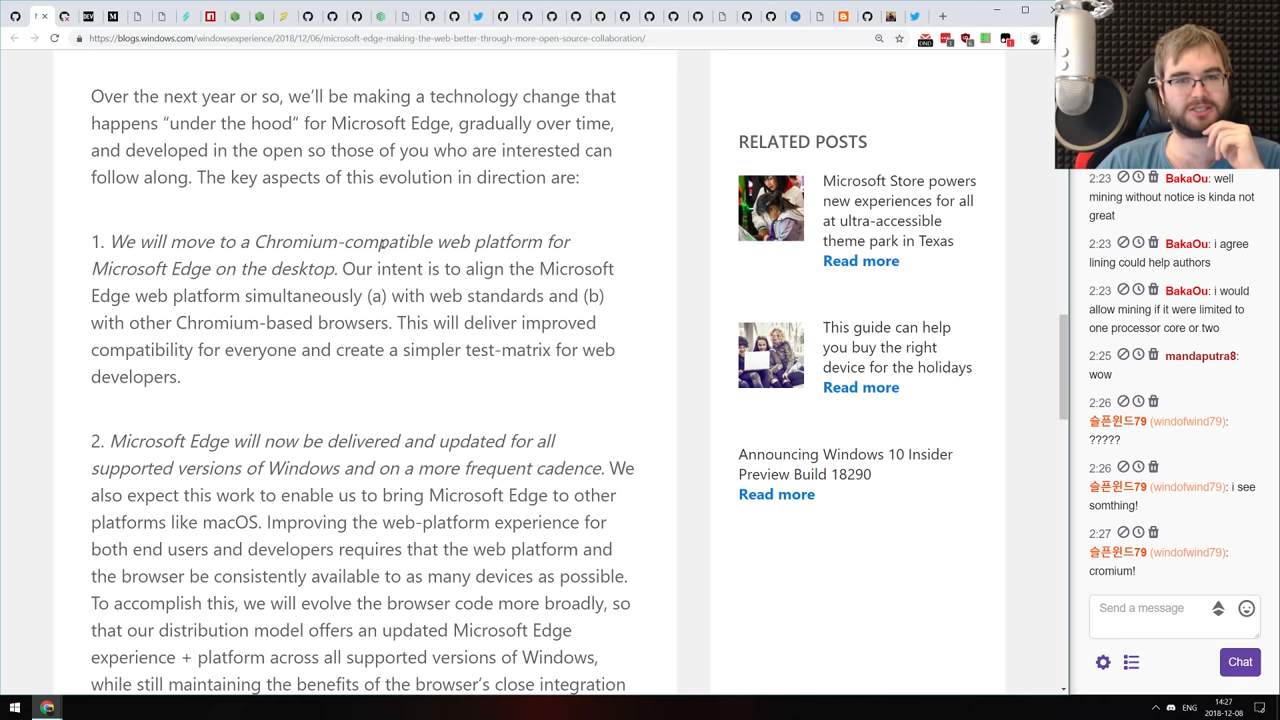 https://blogs.windows.com/windowsexperience/2018/12/06/microsoft-edge-making-the-web-better-through-more-open-source-collaboration/
Over the next year or so, we’ll be making a technology change that
happens “under the hood” for Microsoft Edge, gradually over time,
and developed in the open so those of you who are interested can
follow along. The key aspects of this evolution in direction are:
1. We will move to a Chromium-compatible web platform for
Microsoft Edge on the desktop. Our intent is to align the Microsoft
Edge web platform simultaneously (a) with web standards and (b)
with other Chromium-based browsers. This will deliver improved
compatibility for everyone and create a simpler test-matrix for web
developers.
2. Microsoft Edge will now be delivered and updated for all
supported versions of Windows and on a more frequent cadence. We
also expect this work to enable us to bring Microsoft Edge to other
platforms like macOS. Improving the web-platform experience for
both end users and developers requires that the web platform and
the browser be consistently available to as many devices as possible.
To accomplish this, we will evolve the browser code more broadly, so
that our distribution model offers an updated Microsoft Edge
experience + platform across all supported versions of Windows,
while still maintaining the benefits of the browser’s close integration
RELATED POSTS
Microsoft Store powers
new experiences for all
at ultra-accessible
theme park in Texas
Read more
This guide can help
you buy the right
device for the holidays
Read more
Announcing Windows 10 Insider
Preview Build 18290
Read more
2:23 BakaOu: well
mining without notice is kinda not
great
2:23 BakaOu: i agree
lining could help authors
2:23 BakaOu: i would
allow mining if it were limited to
one processor core or two
2:25 mandaputra8:
wow
2:26
슬픈윈드79 (windofwind79):
?????
2:26
슬픈윈드79 (windofwind79): i see
somthing!
2:27
슬픈윈드79 (windofwind79):
cromium!
Send a message
Chat
ENG
14:27
2018-12-08